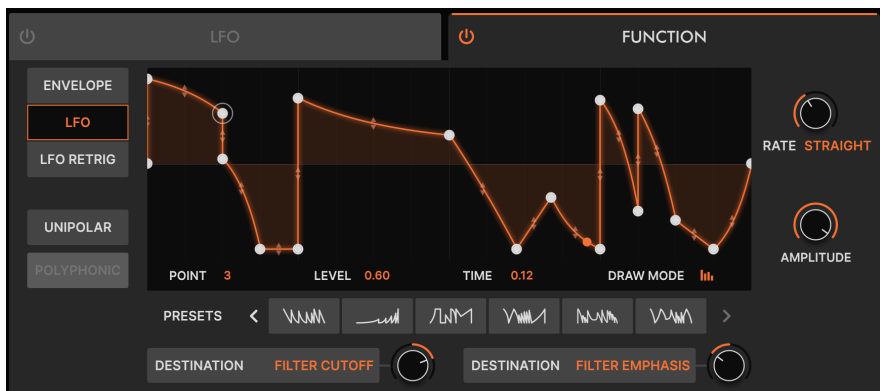 LFO
FUNCTION
ENVELOPE
LFO
LFO RETRIG
RATE STRAIGHT
UNIPOLAR
POLYPHONIC
AMPLITUDE
POINT 3 LEVEL 0.60 TIME 0.12 DRAW MODE
PRESETS
DESTINATION FILTER CUTOFF
DESTINATION FILTER EMPHASIS